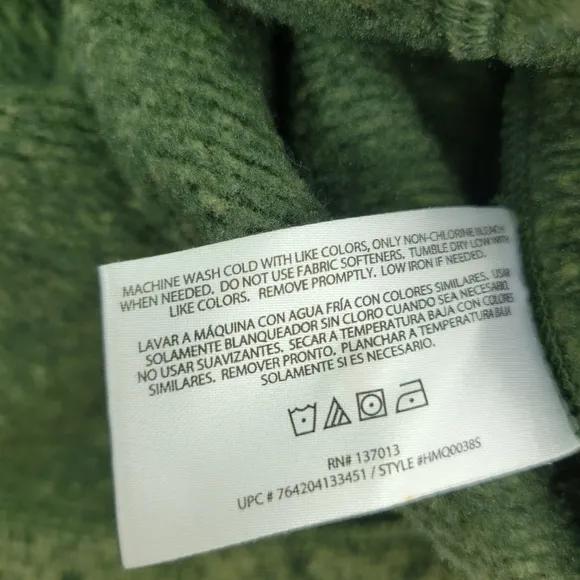 MACHINE WASH COLD WITH LIKE COLORS, ONLY NON-CHLORINE BLEACH
WHEN NEEDED. DO NOT USE FABRIC SOFTENERS. TUMBLE DRY LOW WITH
LIKE COLORS. REMOVE PROMPTLY. LOW IRON IF NEEDED.
LAVAR A MÁQUINA CON AGUA FRÍA CON COLORES SIMILARES. USAR
SOLAMENTE BLANQUEADOR SIN CLORO CUANDO SEA NECESARIO.
NO USAR SUAVIZANTES. SECAR A TEMPERATURA BAJA CON COLORES
SIMILARES. REMOVER PRONTO. PLANCHAR A TEMPERATURA BAJA
SOLAMENTE SI ES NECESARIO.
RN# 137013
UPC # 764204133451 / STYLE #HMQ0038S